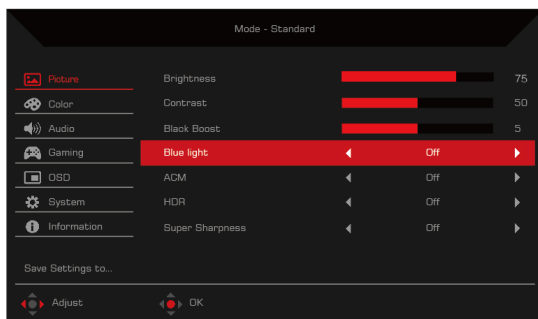 Mode - Standard
Picture
Brightness 75
Color
Contrast 50
Audio
Black Boost 5
Gaming
Blue light Off
OSD
ACM Off
System
HDR Off
Information
Super Sharpness Off
Save Settings to...
Adjust OK